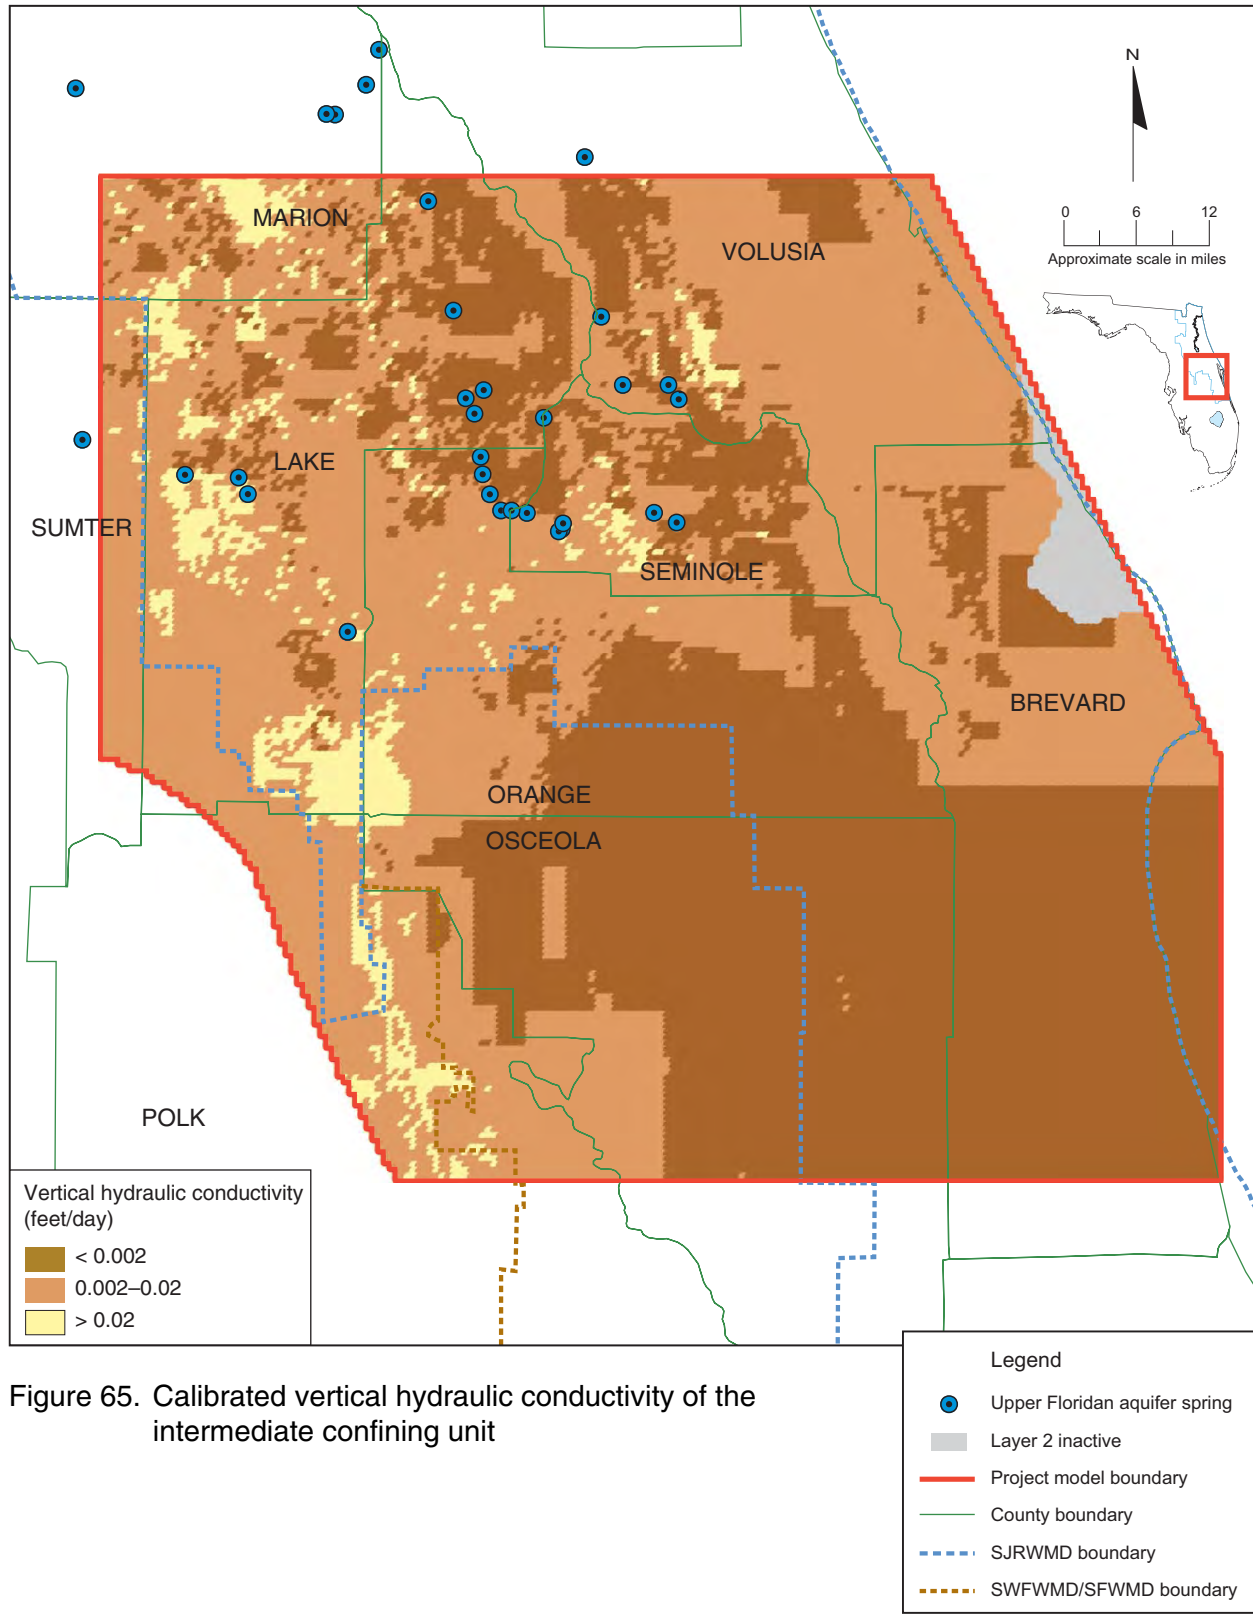 N
0 6 12
Approximate scale in miles
MARION
VOLUSIA
LAKE
SUMTER
SEMINOLE
BREVARD
ORANGE
OSCEOLA
POLK
Vertical hydraulic conductivity
(feet/day)
< 0.002
0.002–0.02
> 0.02
Legend
Upper Floridan aquifer spring
Layer 2 inactive
Project model boundary
County boundary
SJRWMD boundary
SWFWMD/SFWMD boundary
Figure 65. Calibrated vertical hydraulic conductivity of the
intermediate confining unit